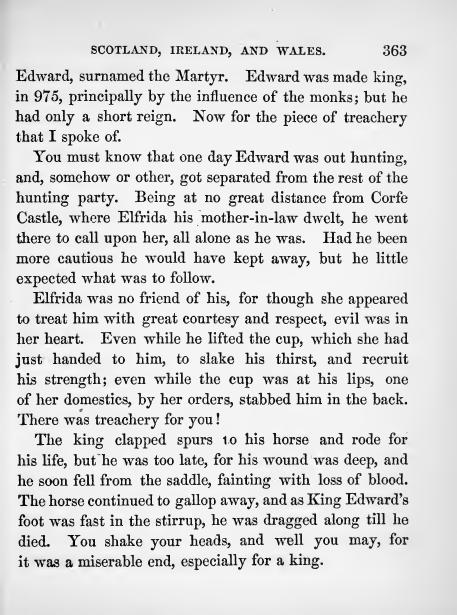 SCOTLAND, IRELAND, AND WALES. 363
Edward, surnamed the Martyr. Edward was made king,
in 975, principally by the influence of the monks; but he
had only a short reign. Now for the piece of treachery
that I spoke of.
You must know that one day Edward was out hunting,
and, somehow or other, got separated from the rest of the
hunting party. Being at no great distance from Corfe
Castle, where Elfrida his mother-in-law dwelt, he went
there to call upon her, all alone as he was. Had he been
more cautious he would have kept away, but he little
expected what was to follow.
Elfrida was no friend of his, for though she appeared
to treat him with great courtesy and respect, evil was in
her heart. Even while he lifted the cup, which she had
just handed to him, to slake his thirst, and recruit
his strength; even while the cup was at his lips, one
of her domestics, by her orders, stabbed him in the back.
There was treachery for you!
The king clapped spurs to his horse and rode for
his life, but he was too late, for his wound was deep, and
he soon fell from the saddle, fainting with loss of blood.
The horse continued to gallop away, and as King Edward's
foot was fast in the stirrup, he was dragged along till he
died. You shake your heads, and well you may, for
it was a miserable end, especially for a king.